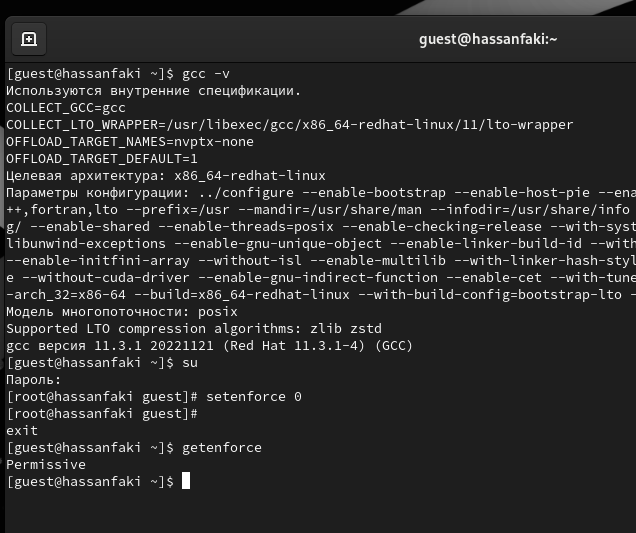 guest@hassanfaki:~
[guest@hassanfaki ~]$ gcc -v
Используются внутренние спецификации.
COLLECT_GCC=gcc
COLLECT_LTO_WRAPPER=/usr/libexec/gcc/x86_64-redhat-linux/11/lto-wrapper
OFFLOAD_TARGET_NAMES=nvptx-none
OFFLOAD_TARGET_DEFAULT=1
Целевая архитектура: x86_64-redhat-linux
Параметры конфигурации: ../configure --enable-bootstrap --enable-host-pie --ena
++,fortran,lto --prefix=/usr --mandir=/usr/share/man --infodir=/usr/share/info
g/ --enable-shared --enable-threads=posix --enable-checking=release --with-syst
libunwind-exceptions --enable-gnu-unique-object --enable-linker-build-id --with
--enable-initfini-array --without-isl --enable-multilib --with-linker-hash-styl
e --without-cuda-driver --enable-gnu-indirect-function --enable-cet --with-tune
-arch_32=x86-64 --build=x86_64-redhat-linux --with-build-config=bootstrap-lto -
Модель многопоточности: posix
Supported LTO compression algorithms: zlib zstd
gcc версия 11.3.1 20221121 (Red Hat 11.3.1-4) (GCC)
[guest@hassanfaki ~]$ su
Пароль:
[root@hassanfaki guest]# setenforce 0
[root@hassanfaki guest]#
exit
[guest@hassanfaki ~]$ getenforce
Permissive
[guest@hassanfaki ~]$